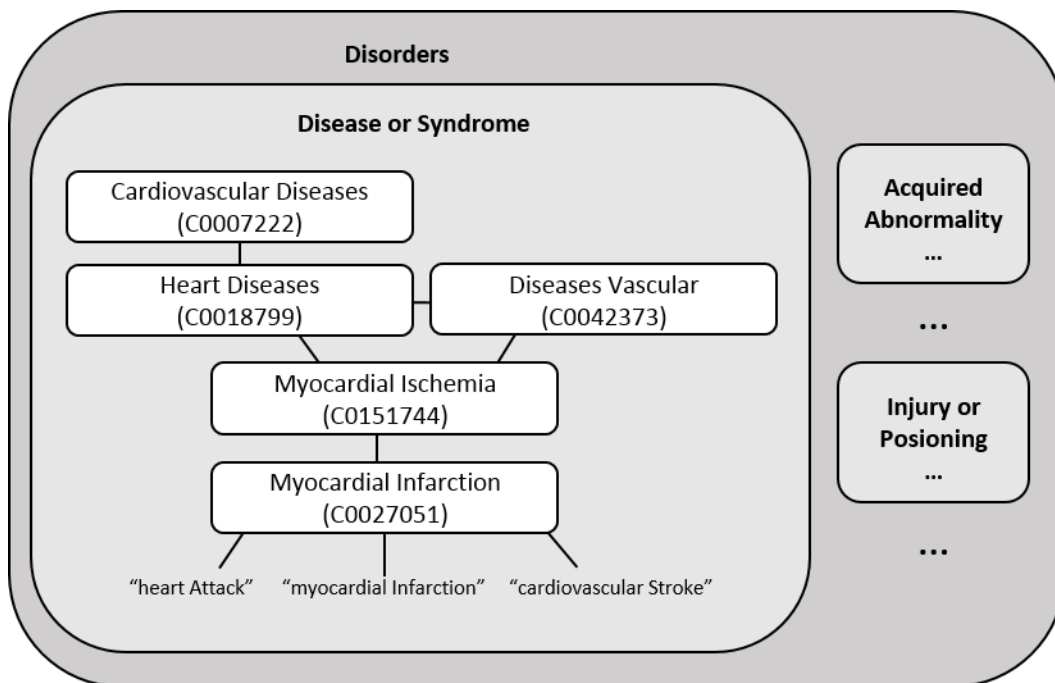 Disorders
Disease or Syndrome
Cardiovascular Diseases
(C0007222)
Heart Diseases
(C0018799)
Diseases Vascular
(C0042373)
Myocardial Ischemia
(C0151744)
Myocardial Infarction
(C0027051)
“heart Attack”
“myocardial Infarction”
“cardiovascular Stroke”
Acquired
Abnormality
...
...
Injury or
Posioning
...
...